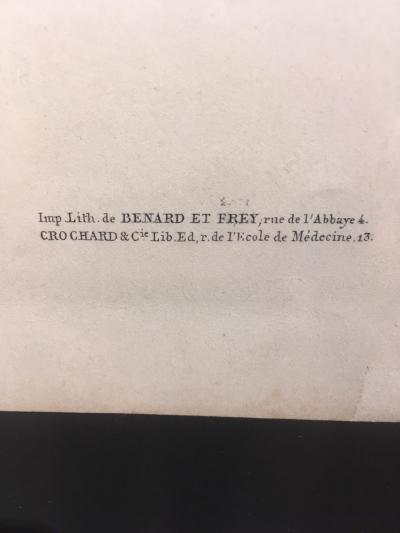 Imp. Lith. de BENARD ET FREY, rue de l'Abbaye 4.
CROCHARD & Cie Lib. Ed, r. de l'Ecole de Médecine. 13.